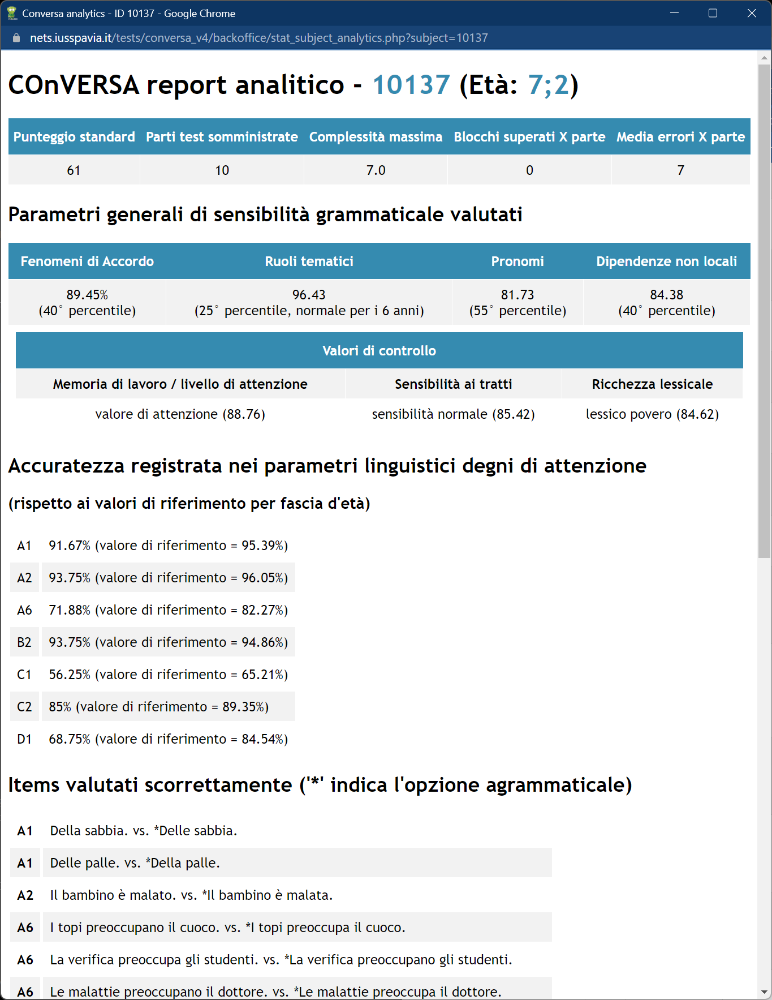 Conversa analytics - ID 10137 - Google Chrome
nets.iusspavia.it/tests/conversa_v4/backoffice/stat_subject_analytics.php?subject=10137
COnVERSA report analitico - 10137 (Età: 7;2)
Punteggio standard Parti test somministrate Complessità massima Blocchi superati X parte Media errori X parte
61 10 7.0 0 7
Parametri generali di sensibilità grammaticale valutati
Fenomeni di Accordo Ruoli tematici Pronomi Dipendenze non locali
89.45% 96.43 81.73 84.38
(40° percentile) (25° percentile, normale per i 6 anni) (55° percentile) (40° percentile)
Valori di controllo
Memoria di lavoro / livello di attenzione Sensibilità ai tratti Ricchezza lessicale
valore di attenzione (88.76) sensibilità normale (85.42) lessico povero (84.62)
Accuratezza registrata nei parametri linguistici degni di attenzione
(rispetto ai valori di riferimento per fascia d'età)
A1 91.67% (valore di riferimento = 95.39%)
A2 93.75% (valore di riferimento = 96.05%)
A6 71.88% (valore di riferimento = 82.27%)
B2 93.75% (valore di riferimento = 94.86%)
C1 56.25% (valore di riferimento = 65.21%)
C2 85% (valore di riferimento = 89.35%)
D1 68.75% (valore di riferimento = 84.54%)
Items valutati scorrettamente ('*' indica l'opzione agrammaticale)
A1 Della sabbia. vs. *Delle sabbia.
A1 Delle palle. vs. *Della palle.
A2 Il bambino è malato. vs. *Il bambino è malata.
A6 I topi preoccupano il cuoco. vs. *I topi preoccupa il cuoco.
A6 La verifica preoccupa gli studenti. vs. *La verifica preoccupano gli studenti.
A6 Le malattie preoccupano il dottore. vs. *Le malattie preoccupa il dottore.